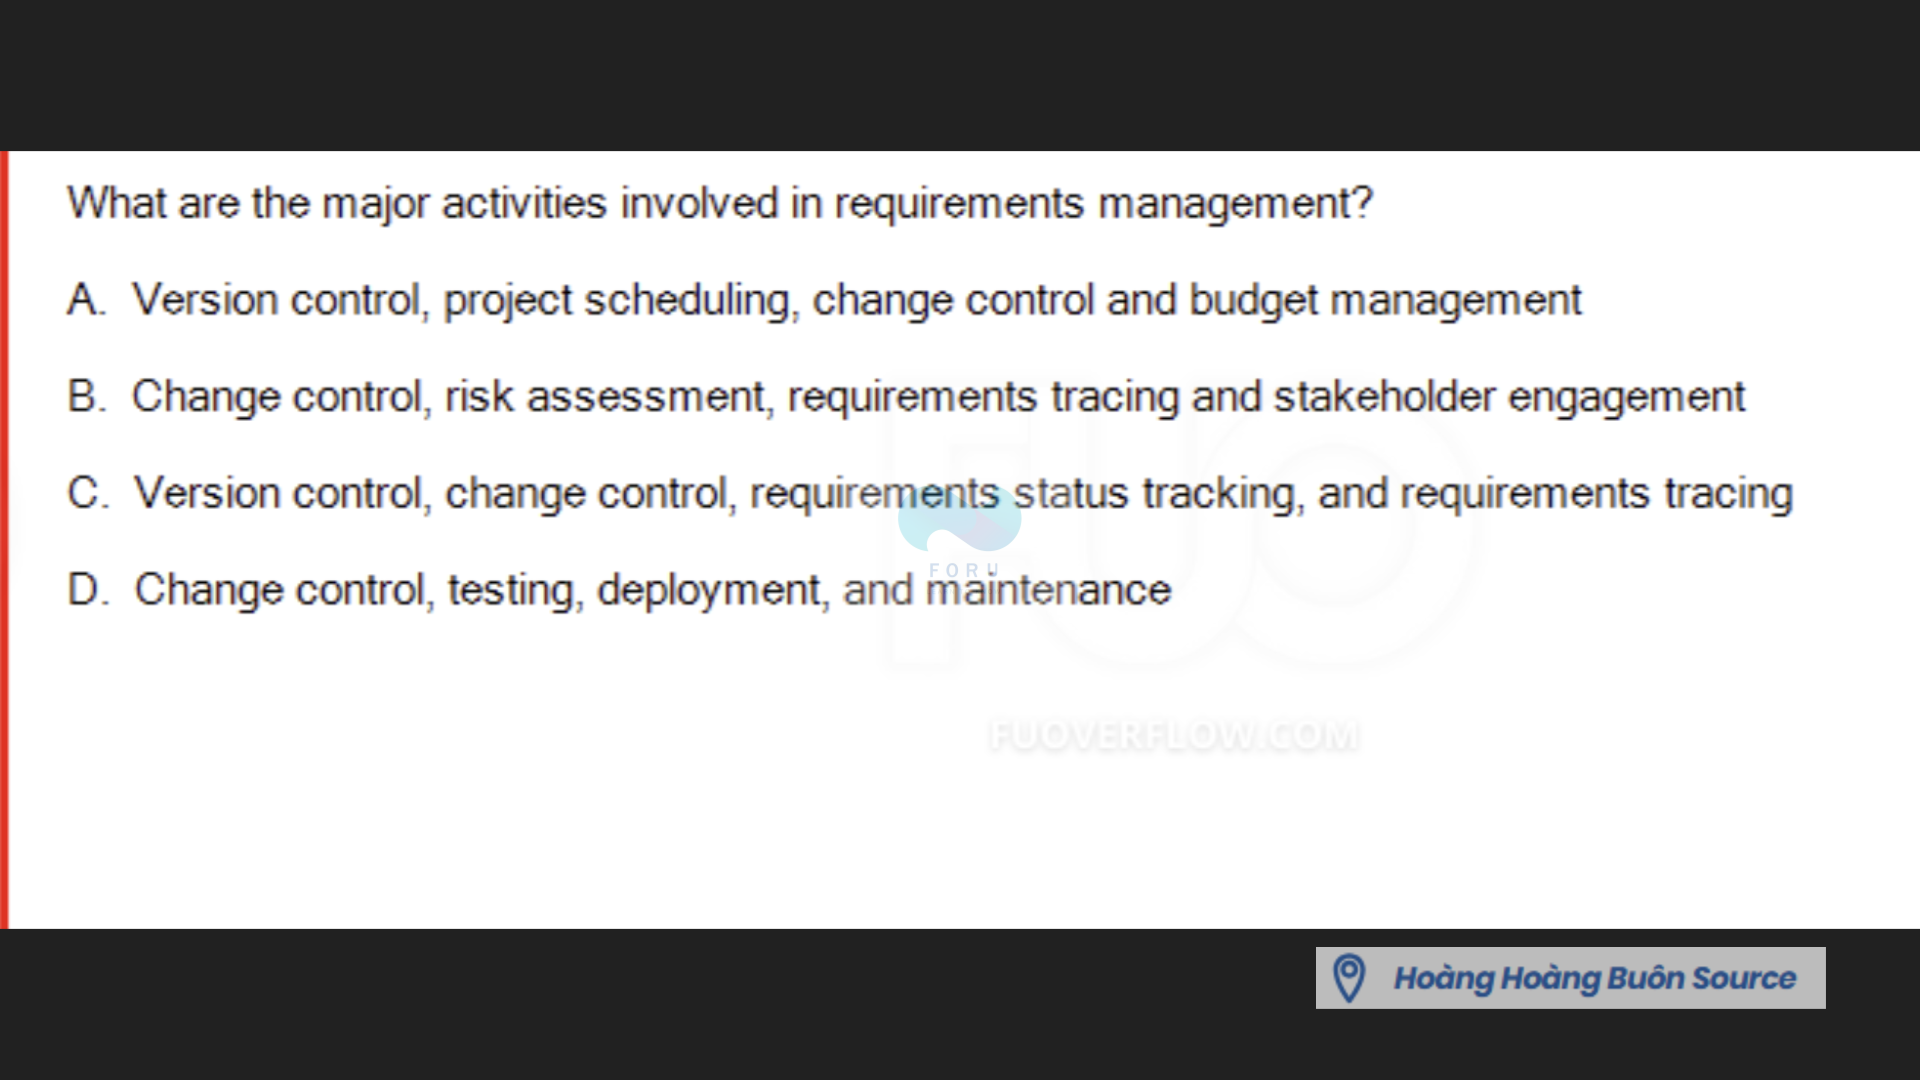 What are the major activities involved in requirements management?
A. Version control, project scheduling, change control and budget management
B. Change control, risk assessment, requirements tracing and stakeholder engagement
C. Version control, change control, requirements status tracking, and requirements tracing
FORU
D. Change control, testing, deployment, and maintenance
FUO
FUOVERFLOW.COM
Hoàng Hoàng Buôn Source